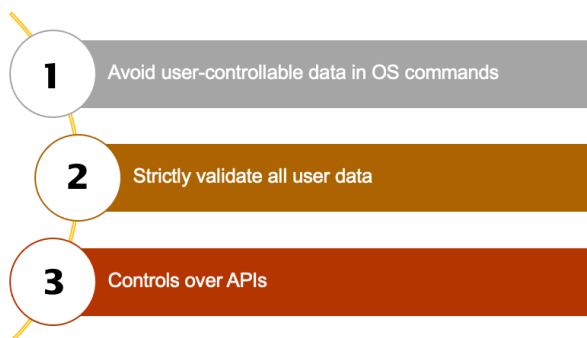 1
Avoid user-controllable data in OS commands
2
Strictly validate all user data
3
Controls over APIs